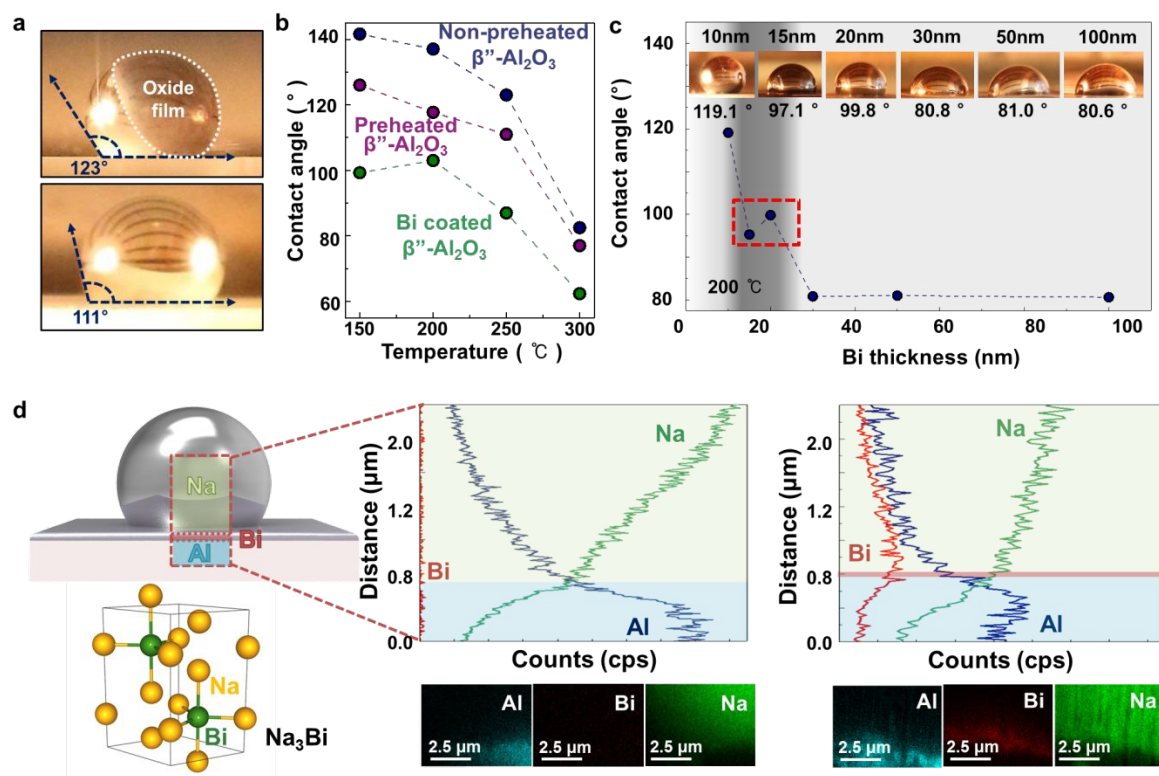 a
Oxide
film
123°
111°
b
Contact angle (°)
140
120
100
80
60
Non-preheated
β”-Al₂O₃
Preheated
β”-Al₂O₃
Bi coated
β”-Al₂O₃
150 200 250 300
Temperature ( ℃)
c
Contact angle (°)
140
120
100
80
10nm 15nm 20nm 30nm 50nm 100nm
119.1 ° 97.1 ° 99.8 ° 80.8 ° 81.0 ° 80.6 °
200 ℃
0 20 40 60 80 100
Bi thickness (nm)
d
Na
Bi
Al
Na
Bi
Na₃Bi
Distance (μm)
2.0
1.2
0.8
0.0
Na
Bi
Al
Counts (cps)
Al Bi Na
2.5 μm 2.5 μm 2.5 μm
Distance (μm)
2.0
1.2
0.8
0.0
Na
Bi
Al
Counts (cps)
Al Bi Na
2.5 μm 2.5 μm 2.5 μm